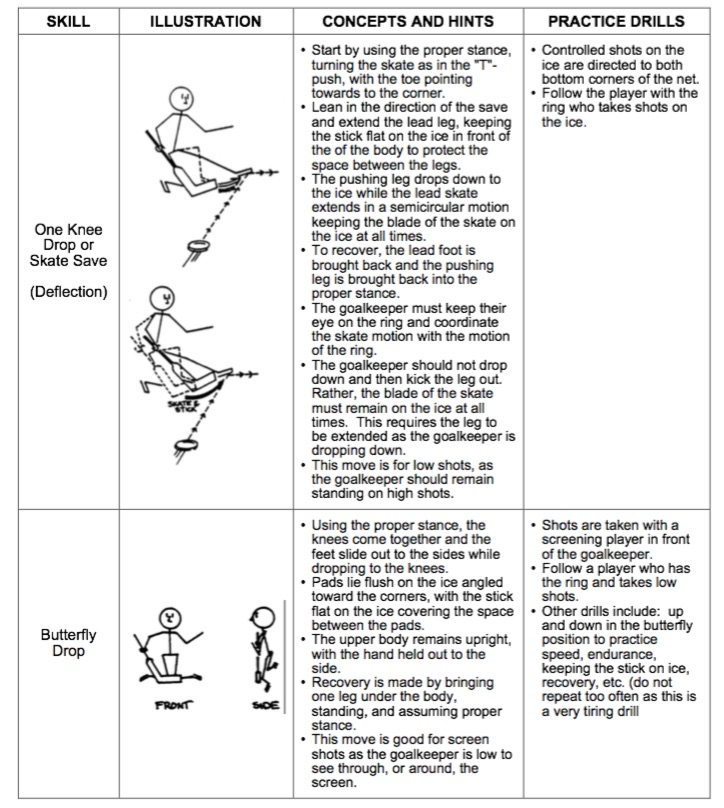 SKILL
ILLUSTRATION
CONCEPTS AND HINTS
PRACTICE DRILLS
One Knee
Drop or
Skate Save
(Deflection)
SKATE &
STICK
• Start by using the proper stance,
turning the skate as in the "T"-
push, with the toe pointing
towards to the corner.
• Lean in the direction of the save
and extend the lead leg, keeping
the stick flat on the ice in front of
the of the body to protect the
space between the legs.
• The pushing leg drops down to
the ice while the lead skate
extends in a semicircular motion
keeping the blade of the skate on
the ice at all times.
• To recover, the lead foot is
brought back and the pushing
leg is brought back into the
proper stance.
• The goalkeeper must keep their
eye on the ring and coordinate
the skate motion with the motion
of the ring.
• The goalkeeper should not drop
down and then kick the leg out.
Rather, the blade of the skate
must remain on the ice at all
times.  This requires the leg to
be extended as the goalkeeper is
dropping down.
• This move is for low shots, as
the goalkeeper should remain
standing on high shots.
• Controlled shots on the
ice are directed to both
bottom corners of the net.
• Follow the player with the
ring who takes shots on
the ice.
Butterfly
Drop
FRONT
SIDE
• Using the proper stance, the
knees come together and the
feet slide out to the sides while
dropping to the knees.
• Pads lie flush on the ice angled
toward the corners, with the stick
flat on the ice covering the space
between the pads.
• The upper body remains upright,
with the hand held out to the
side.
• Recovery is made by bringing
one leg under the body,
standing, and assuming proper
stance.
• This move is good for screen
shots as the goalkeeper is low to
see through, or around, the
screen.
• Shots are taken with a
screening player in front
of the goalkeeper.
• Follow a player who has
the ring and takes low
shots.
• Other drills include:  up
and down in the butterfly
position to practice
speed, endurance,
keeping the stick on ice,
recovery, etc. (do not
repeat too often as this is
a very tiring drill